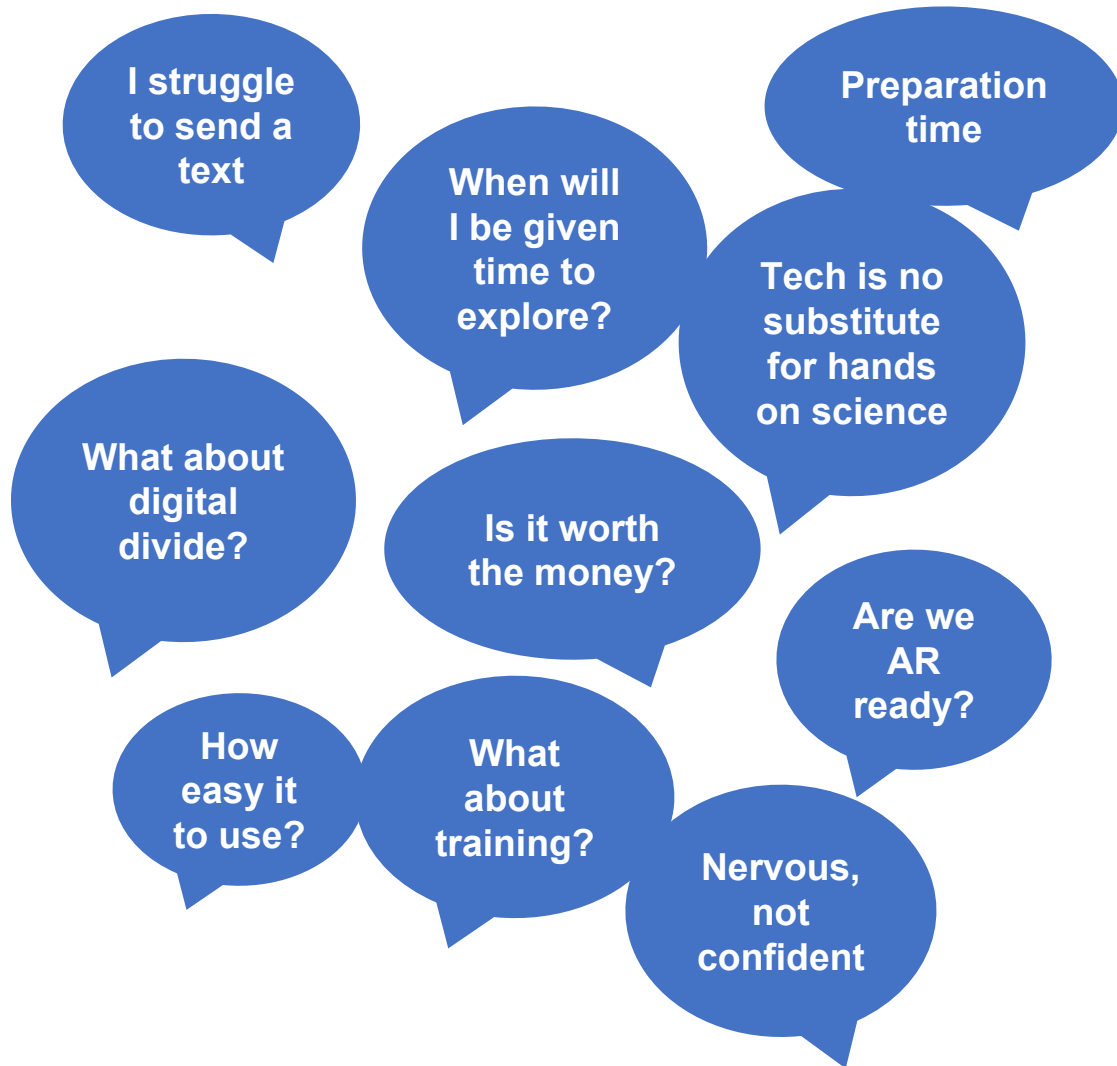 I struggle
to send a
text
Preparation
time
When will
I be given
time to
explore?
Tech is no
substitute
for hands
on science
What about
digital
divide?
Is it worth
the money?
Are we
AR
ready?
How
easy it
to use?
What
about
training?
Nervous,
not
confident